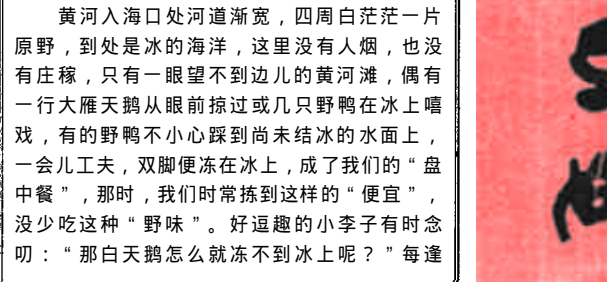 黄河入海口处河道渐宽，四周白茫茫一片
原野，到处是冰的海洋，这里没有人烟，也没
有庄稼，只有一眼望不到边儿的黄河滩，偶有
一行大雁天鹅从眼前掠过或几只野鸭在冰上嘻
戏，有的野鸭不小心踩到尚未结冰的水面上，
一会儿工夫，双脚便冻在冰上，成了我们的“盘
中餐”，那时，我们时常拣到这样的“便宜”，
没少吃这种“野味”。好逗趣的小李子有时念
叨：“那白天鹅怎么就冻不到冰上呢？”每逢